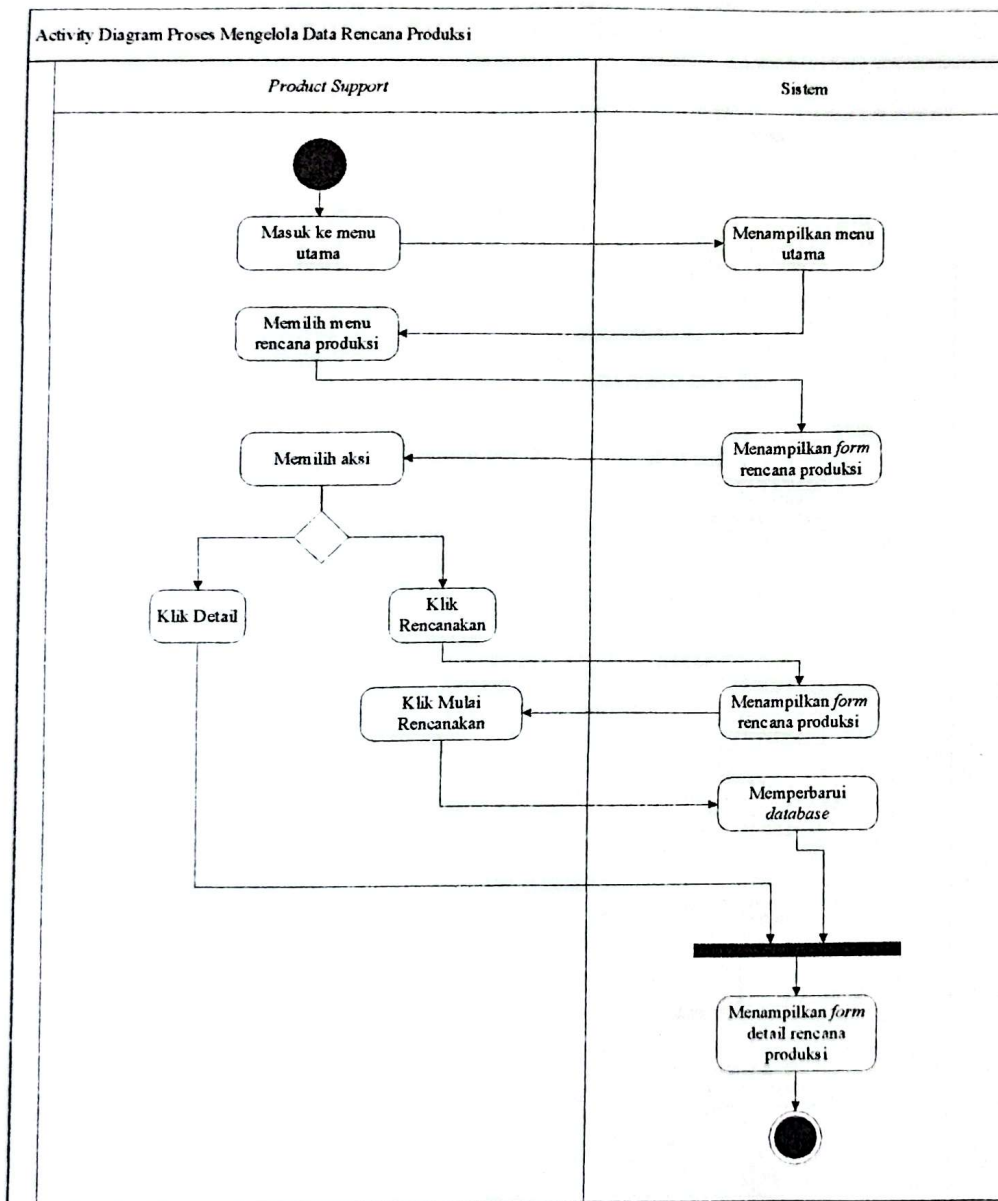 Activity Diagram Proses Mengelola Data Rencana Produksi
Product Support
Sistem
Masuk ke menu
utama
Menampilkan menu
utama
Memilih menu
rencana produksi
Menampilkan form
rencana produksi
Memilih aksi
Klik Detail
Klik
Rencanakan
Menampilkan form
rencana produksi
Klik Mulai
Rencanakan
Memperbarui
database
Menampilkan form
detail rencana
produksi